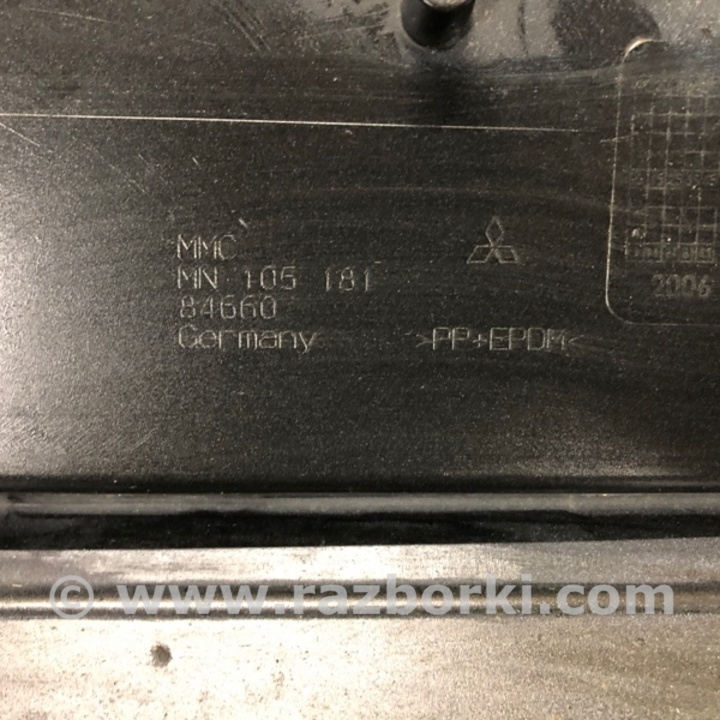 MMC
MN 105 181
84660
Germany
>PP+EPDM<
2006
© www.razborki.com